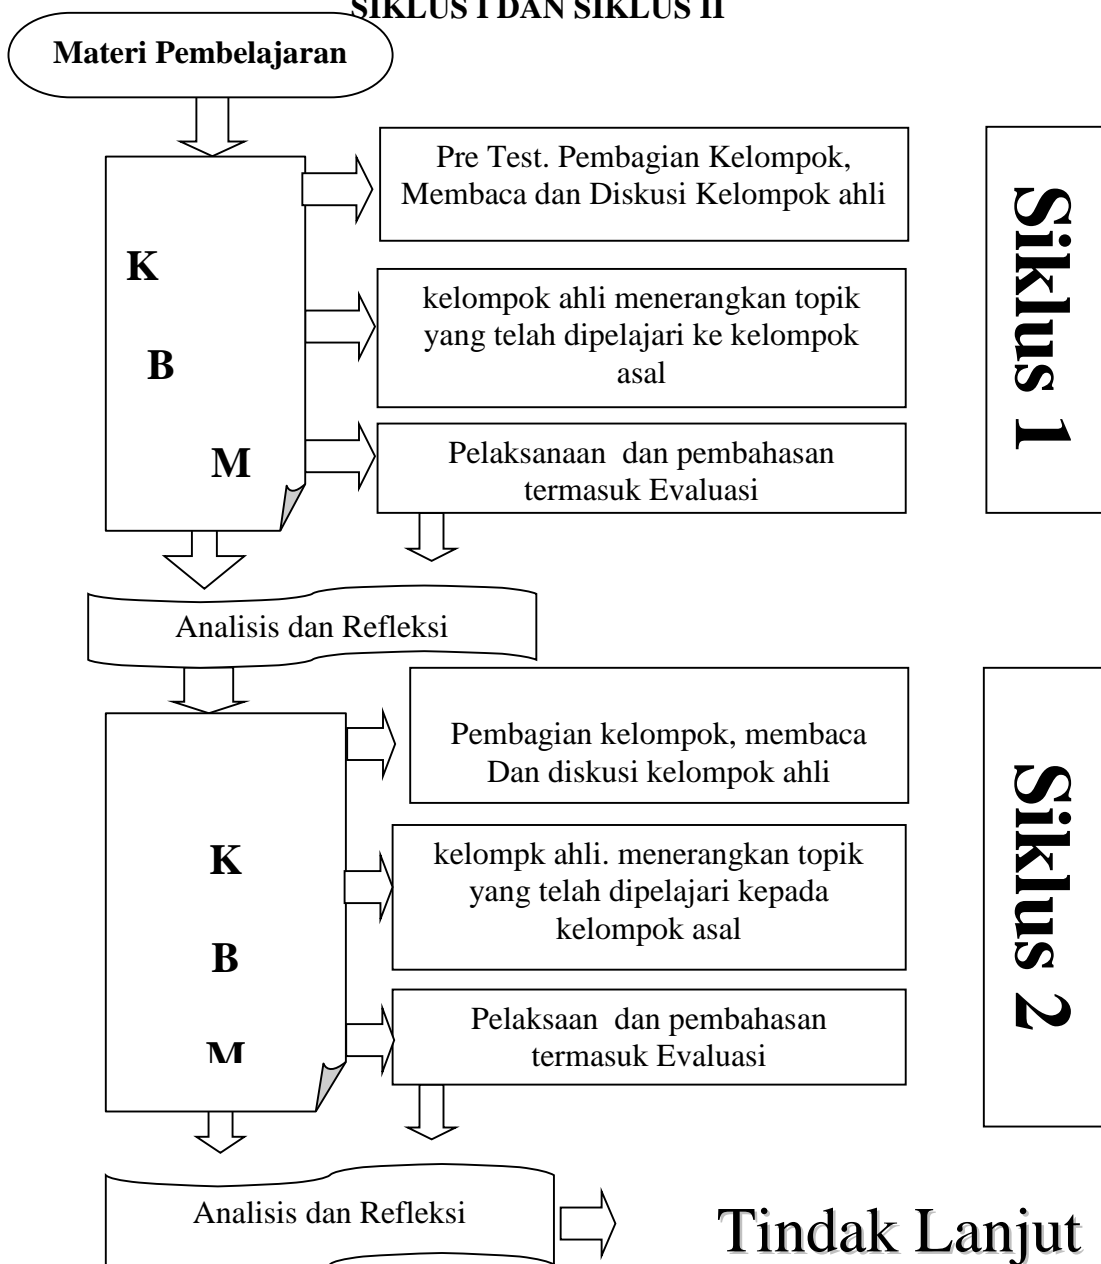 SIKLUS I DAN SIKLUS II
Materi Pembelajaran
Pre Test. Pembagian Kelompok,
Membaca dan Diskusi Kelompok ahli
K
B
M
kelompok ahli menerangkan topik
yang telah dipelajari ke kelompok
asal
Pelaksanaan  dan pembahasan
termasuk Evaluasi
Siklus 1
Analisis dan Refleksi
Pembagian kelompok, membaca
Dan diskusi kelompok ahli
K
B
M
kelompk ahli. menerangkan topik
yang telah dipelajari kepada
kelompok asal
Pelaksaan  dan pembahasan
termasuk Evaluasi
Siklus 2
Analisis dan Refleksi
Tindak Lanjut